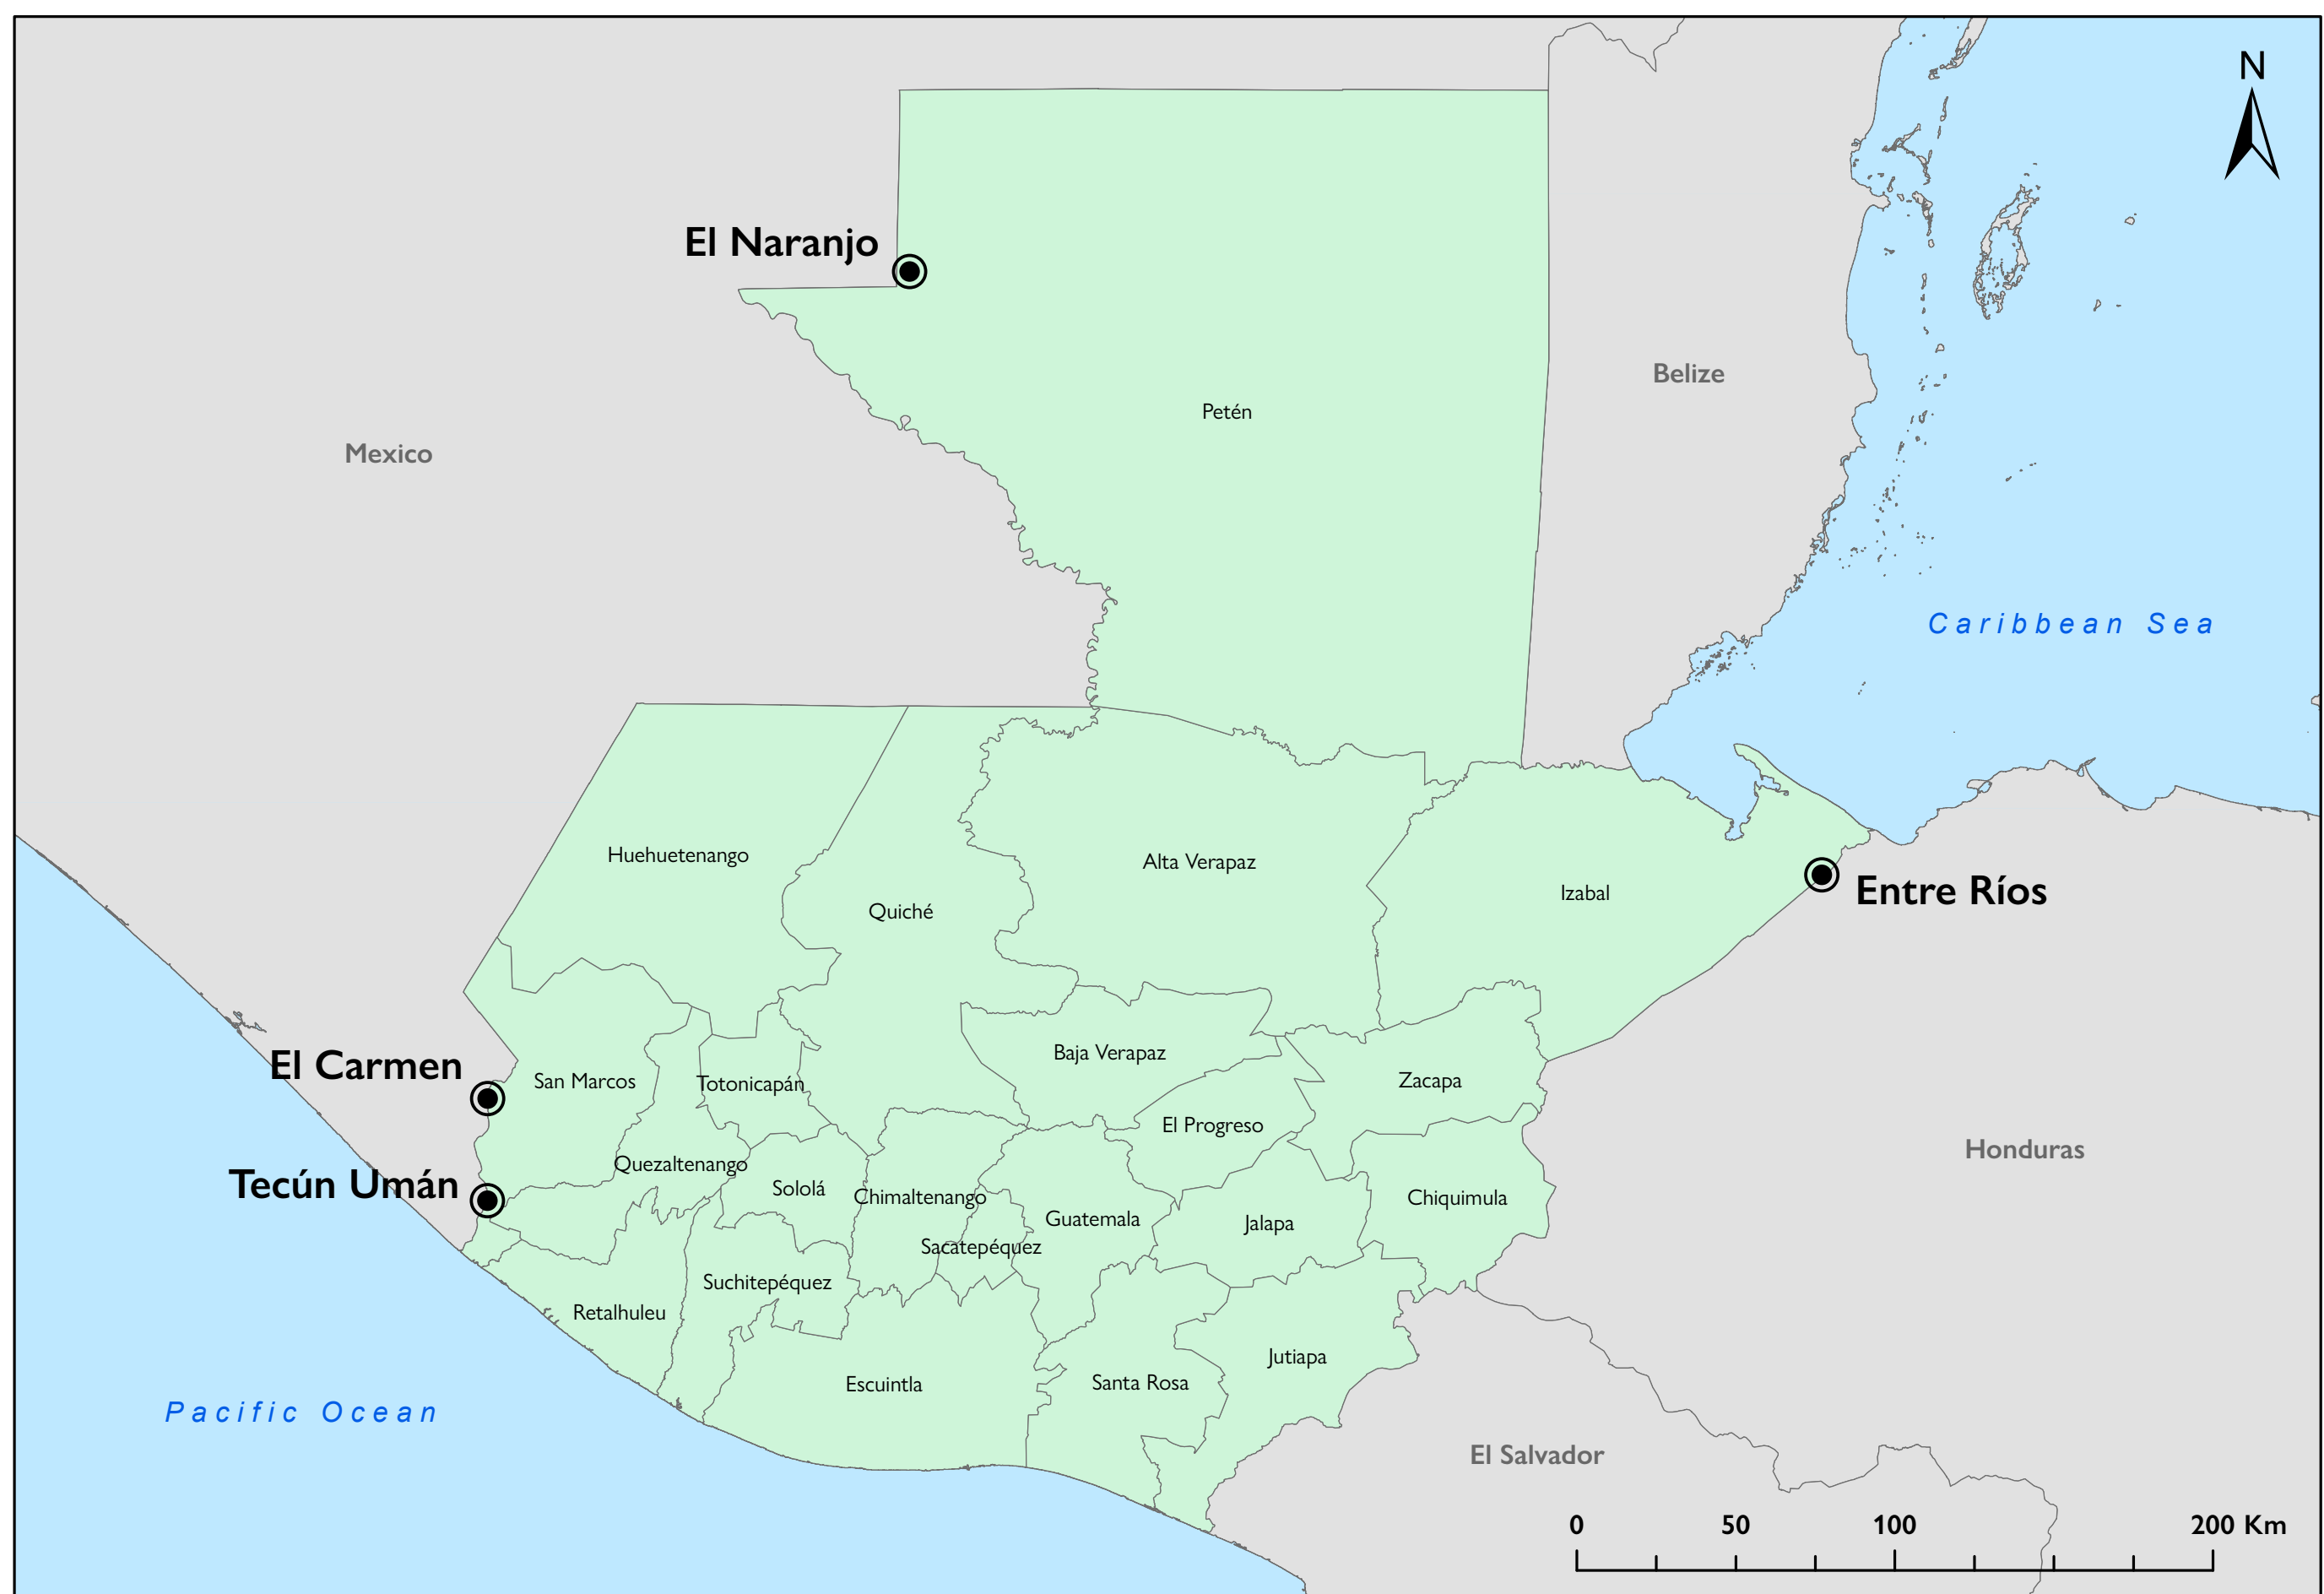 N
El Naranjo
Belize
Petén
Mexico
Caribbean Sea
Huehuetenango
Alta Verapaz
Izabal
Entre Ríos
Quiché
El Carmen
San Marcos
Totonicapán
Baja Verapaz
Zacapa
El Progreso
Honduras
Quezaltenango
Tecún Umán
Sololá
Chimaltenango
Chiquimula
Guatemala
Jalapa
Sacatepéquez
Suchitepéquez
Retalhuleu
Jutiapa
Escuintla
Santa Rosa
Pacific Ocean
El Salvador
0 50 100 200 Km